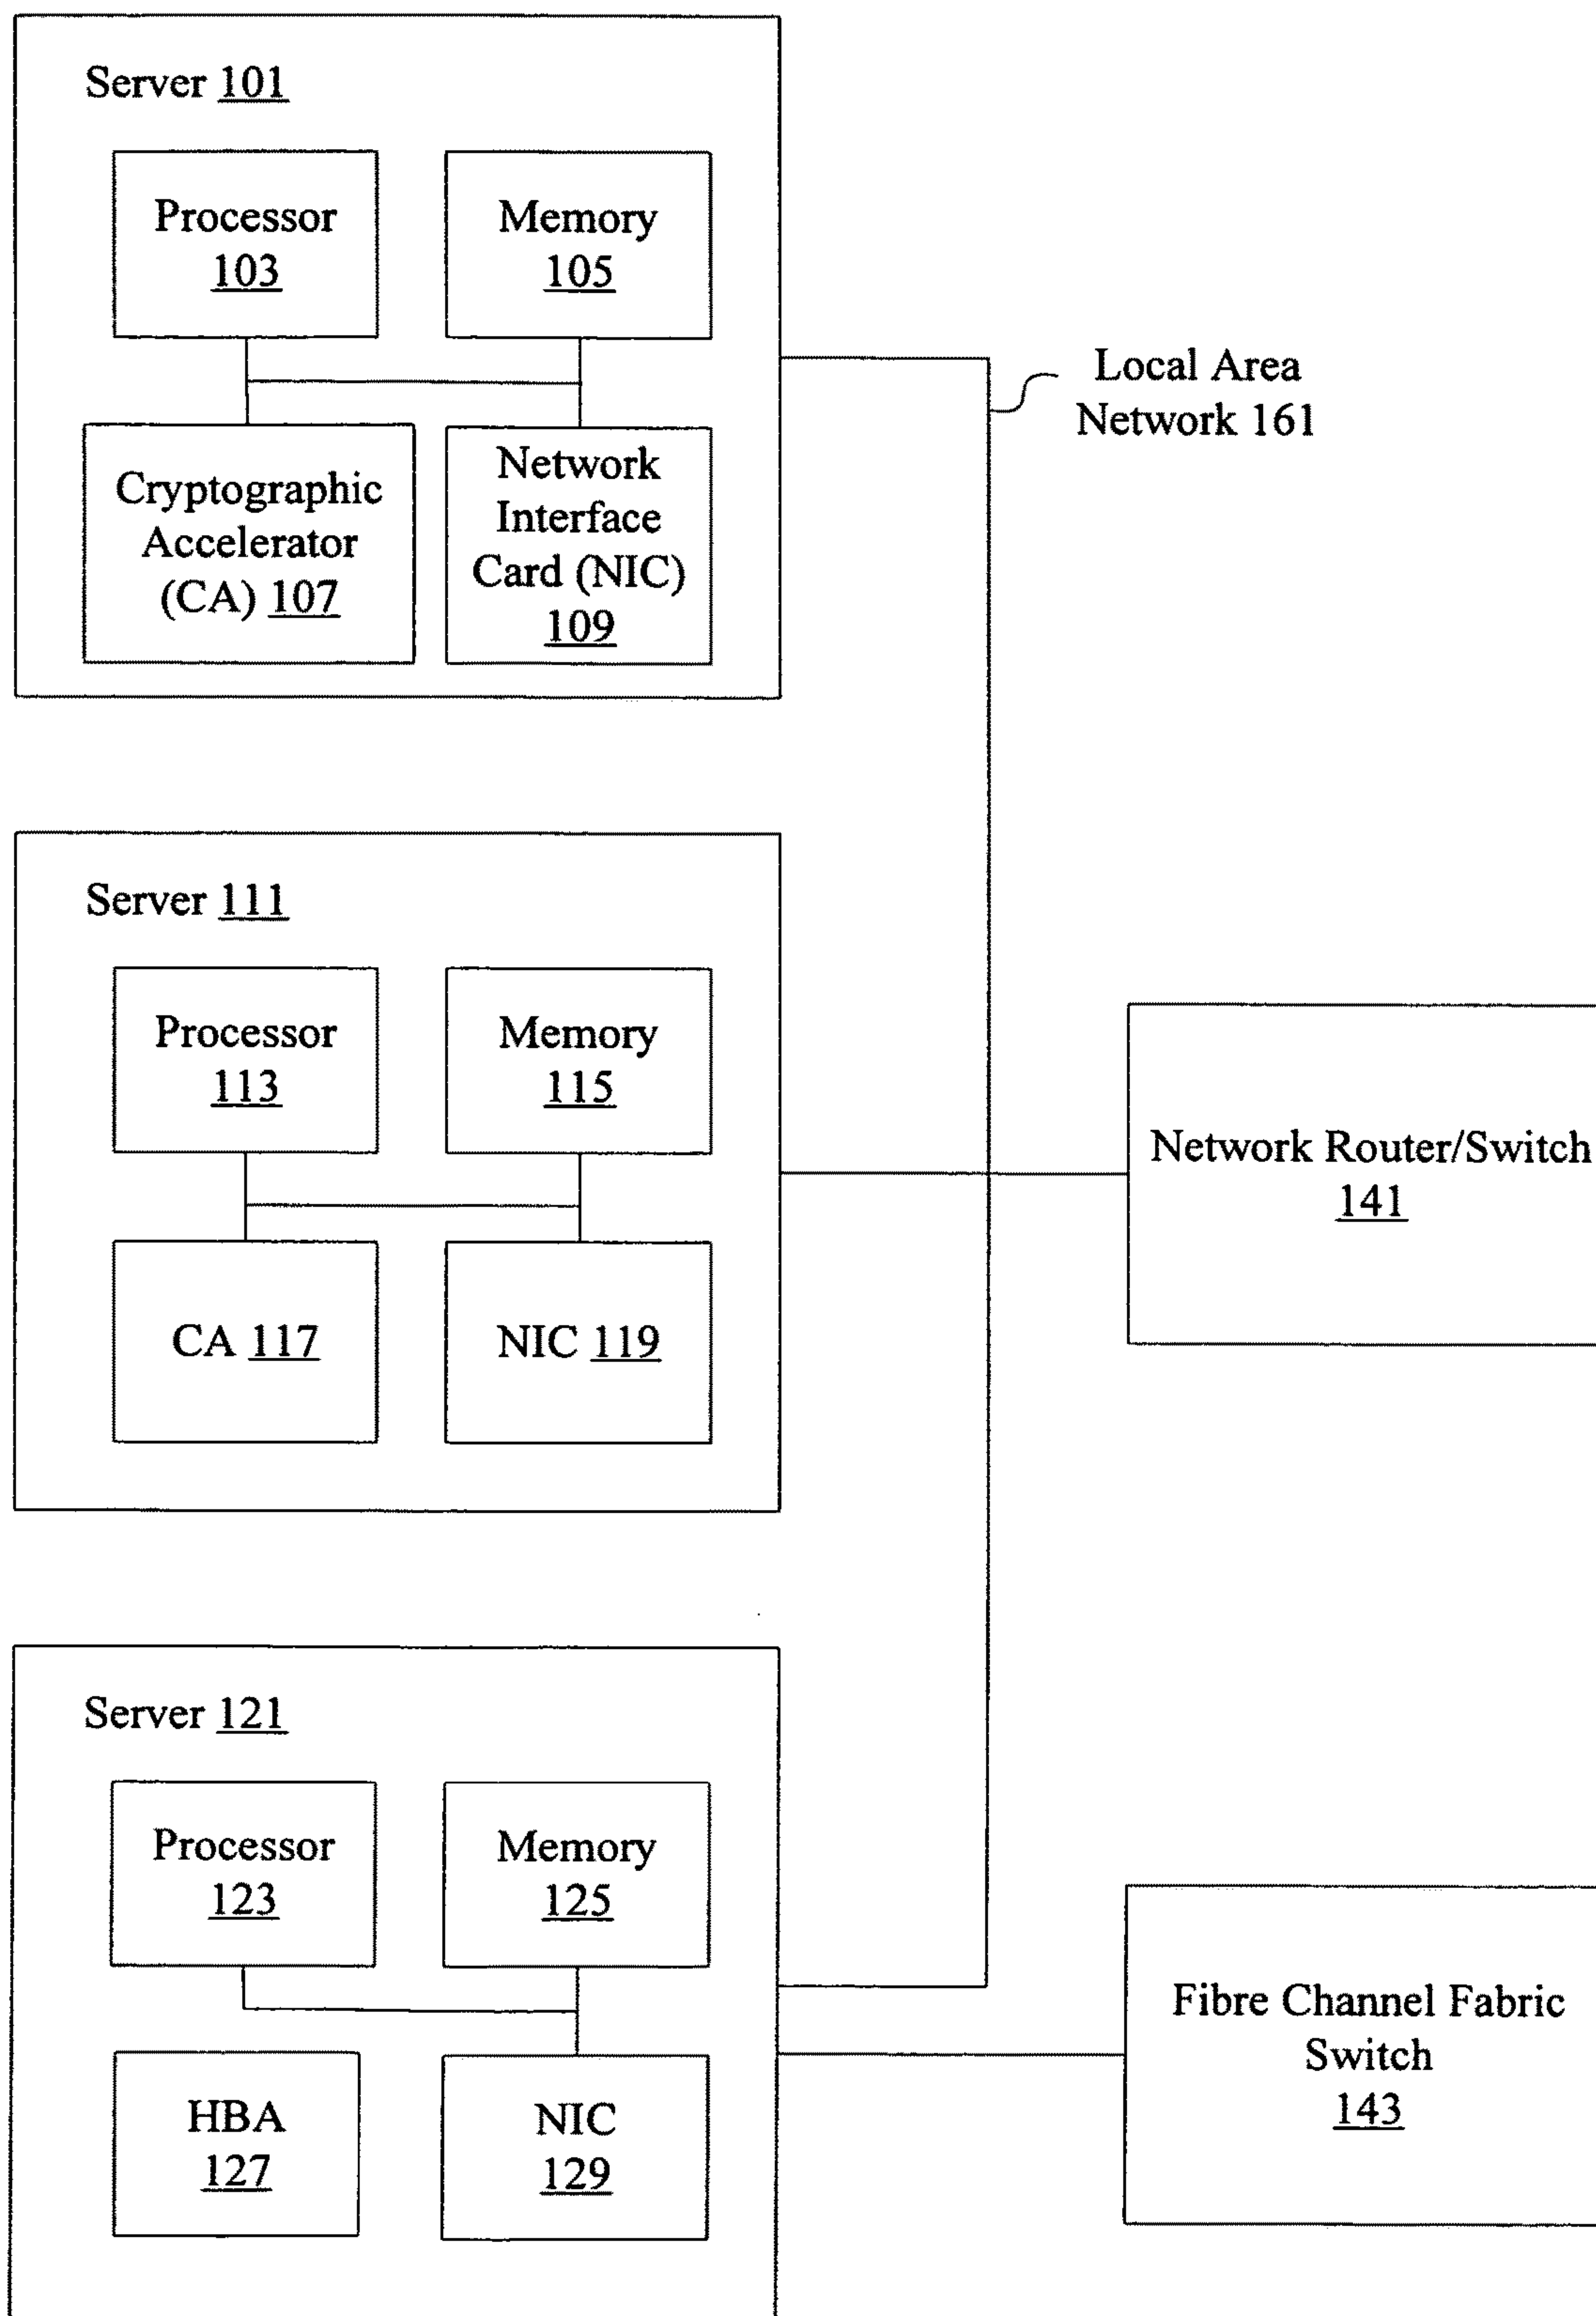 Server 101
Processor
103
Memory
105
Cryptographic
Accelerator
(CA) 107
Network
Interface
Card (NIC)
109
Local Area
Network 161
Server 111
Processor
113
Memory
115
CA 117
NIC 119
Network Router/Switch
141
Server 121
Processor
123
Memory
125
HBA
127
NIC
129
Fibre Channel Fabric
Switch
143